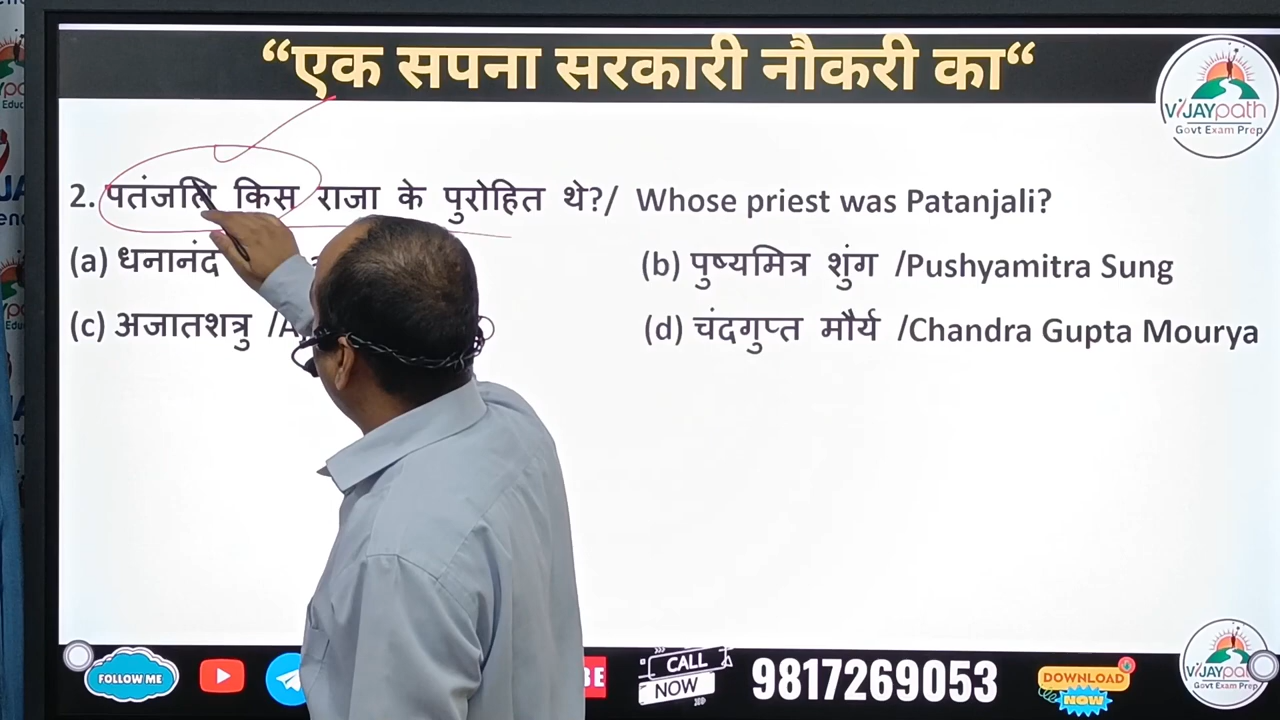 “एक सपना सरकारी नौकरी का“
VIJAYpath
Govt Exam Prep
2. पतंजलि किस राजा के पुरोहित थे?/ Whose priest was Patanjali?
(a) धनानंद
(b) पुष्यमित्र शुंग /Pushyamitra Sung
(c) अजातशत्रु /A
(d) चंदगुप्त मौर्य /Chandra Gupta Mourya
FOLLOW ME
CALL NOW
9817269053
DOWNLOAD NOW
VIJAYpath
Govt Exam Prep